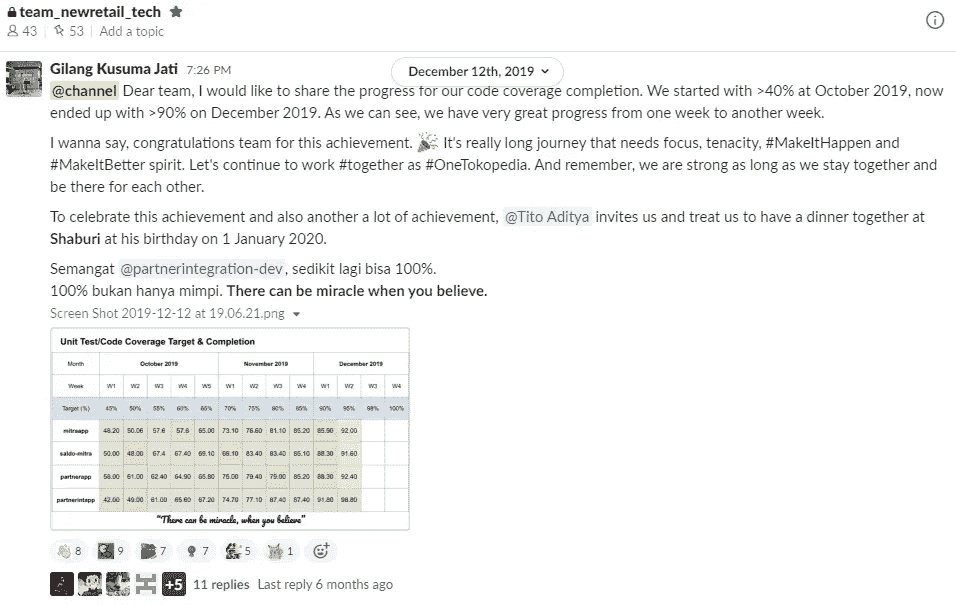 team_newretail_tech
43 53 Add a topic
December 12th, 2019
Gilang Kusuma Jati 7:26 PM
@channel Dear team, I would like to share the progress for our code coverage completion. We started with >40% at October 2019, now
ended up with >90% on December 2019. As we can see, we have very great progress from one week to another week.
I wanna say, congratulations team for this achievement. It's really long journey that needs focus, tenacity, #MakeItHappen and
#MakeItBetter spirit. Let's continue to work #together as #OneTokopedia. And remember, we are strong as long as we stay together and
be there for each other.
To celebrate this achievement and also another a lot of achievement, @Tito Aditya invites us and treat us to have a dinner together at
Shaburi at his birthday on 1 January 2020.
Semangat @partnerintegration-dev, sedikit lagi bisa 100%.
100% bukan hanya mimpi. There can be miracle when you believe.
Screen Shot 2019-12-12 at 19.06.21.png
Unit Test/Code Coverage Target & Completion
Month October 2019 November 2019 December 2019
Week W1 W2 W3 W4 W5 W1 W2 W3 W4 W1 W2 W3 W4
Target (%) 45% 50% 55% 60% 65% 70% 75% 80% 85% 90% 95% 98% 100%
mitraapp 46.20 50.06 57.6 57.6 65.00 73.10 76.60 81.10 85.20 85.90 92.00
saldo-mitra 50.00 48.00 67.4 67.40 69.10 69.10 83.40 83.40 85.10 88.30 91.60
partnerapp 58.00 61.00 62.40 64.90 65.80 75.00 79.40 79.00 85.20 88.30 92.40
partnerintapp 42.00 49.00 61.00 65.60 67.20 74.70 77.10 87.40 87.40 91.80 98.80
"There can be miracle, when you believe"
8 9 7 7 5 1
+5 11 replies Last reply 6 months ago